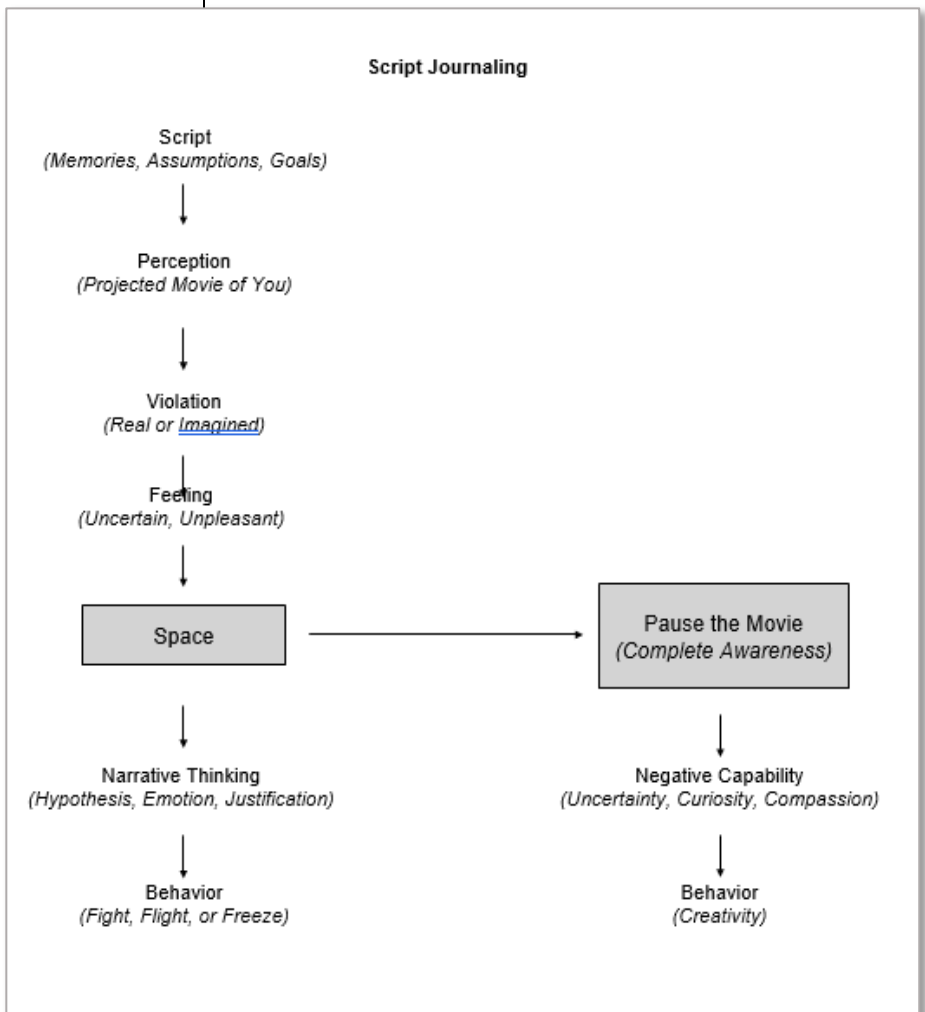 Script Journaling
Script
(Memories, Assumptions, Goals)
Perception
(Projected Movie of You)
Violation
(Real or Imagined)
Feeling
(Uncertain, Unpleasant)
Space
Pause the Movie
(Complete Awareness)
Narrative Thinking
(Hypothesis, Emotion, Justification)
Negative Capability
(Uncertainty, Curiosity, Compassion)
Behavior
(Fight, Flight, or Freeze)
Behavior
(Creativity)